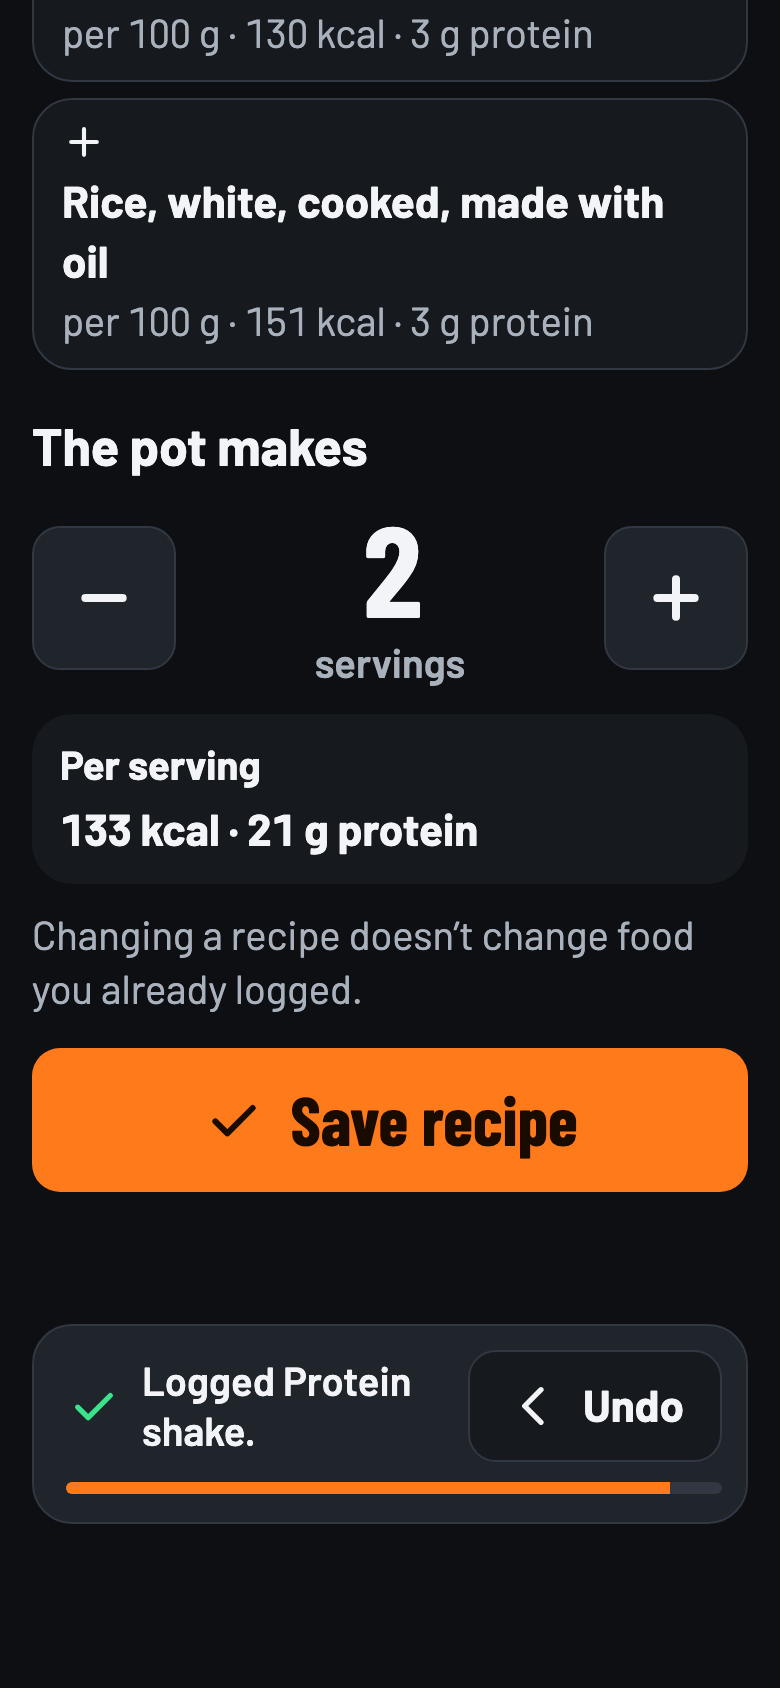 per 100 g · 130 kcal · 3 g protein
Rice, white, cooked, made with
oil
per 100 g · 151 kcal · 3 g protein
The pot makes
2
servings
Per serving
133 kcal · 21 g protein
Changing a recipe doesn’t change food
you already logged.
Save recipe
Logged Protein
shake.
Undo